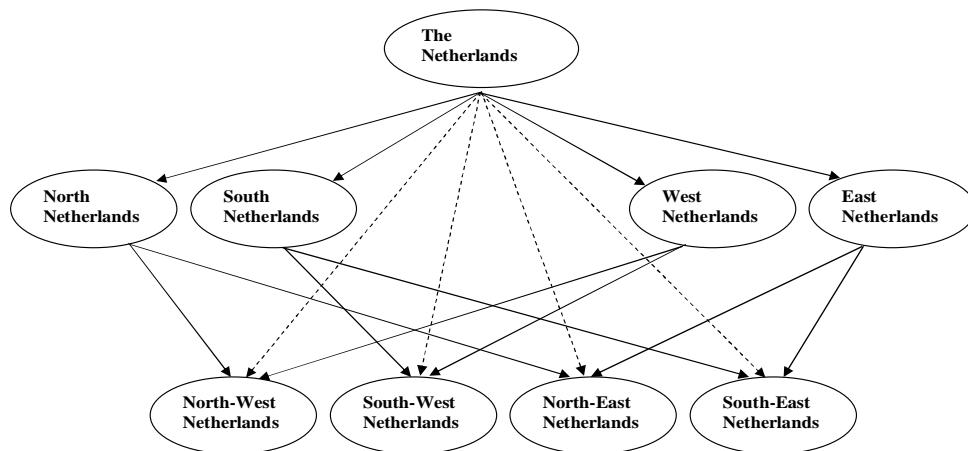 The
Netherlands
North
Netherlands
South
Netherlands
West
Netherlands
East
Netherlands
North-West
Netherlands
South-West
Netherlands
North-East
Netherlands
South-East
Netherlands